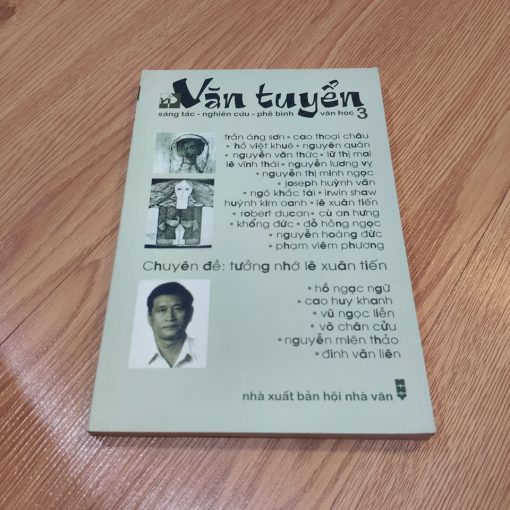 Văn tuyển
sáng tác - nghiên cứu - phê bình văn học 3
trần áng sơn • cao thoại châu
• hồ việt khuê • nguyên quân
• nguyễn văn thức • lữ thị mai
lê vĩnh thái • nguyễn lương vỵ
• nguyễn thị minh ngọc
• joseph huỳnh văn
• ngô khắc tài • irwin shaw
huỳnh kim oanh • lê xuân tiến
• robert ducan • cù an hưng
• khổng đức • đỗ hồng ngọc
• nguyễn hoàng đức
• phạm viêm phương
Chuyên đề: tưởng nhớ lê xuân tiến
• hồ ngạc ngữ
• cao huy khanh
• vũ ngọc liễn
• võ chân cửu
• nguyễn miên thảo
• đinh văn liên
nhà xuất bản hội nhà văn